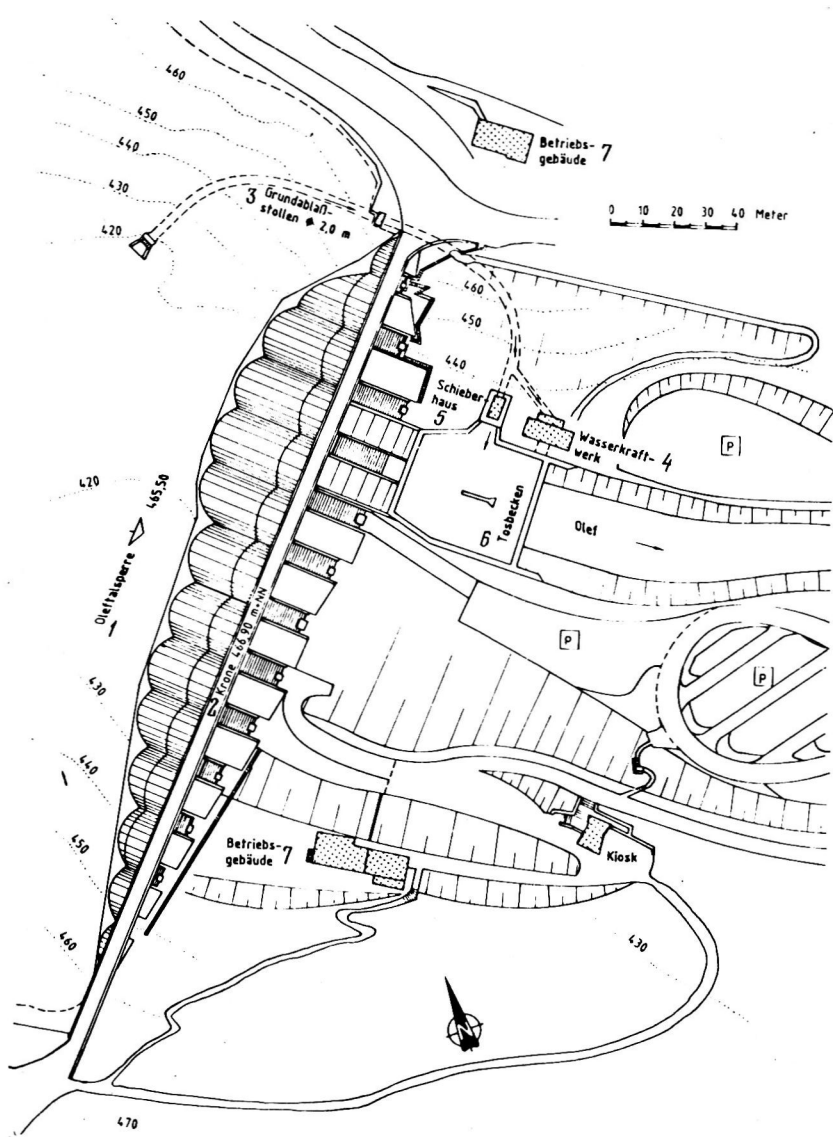 460
450
440
430
420
Betriebs-
gebäude 7
3 Grundablaß-
stollen ⌀ 2,0 m
0 10 20 30 40 Meter
460
450
440
Schieber
haus
5
Wasserkraft-
werk 4
P
420
Oleftalsperre 465,50
6 Tosbecken
Olef
2 Krone 466 90 m+NN
P
P
430
440
450
460
Betriebs-
gebäude 7
Kiosk
430
N
470